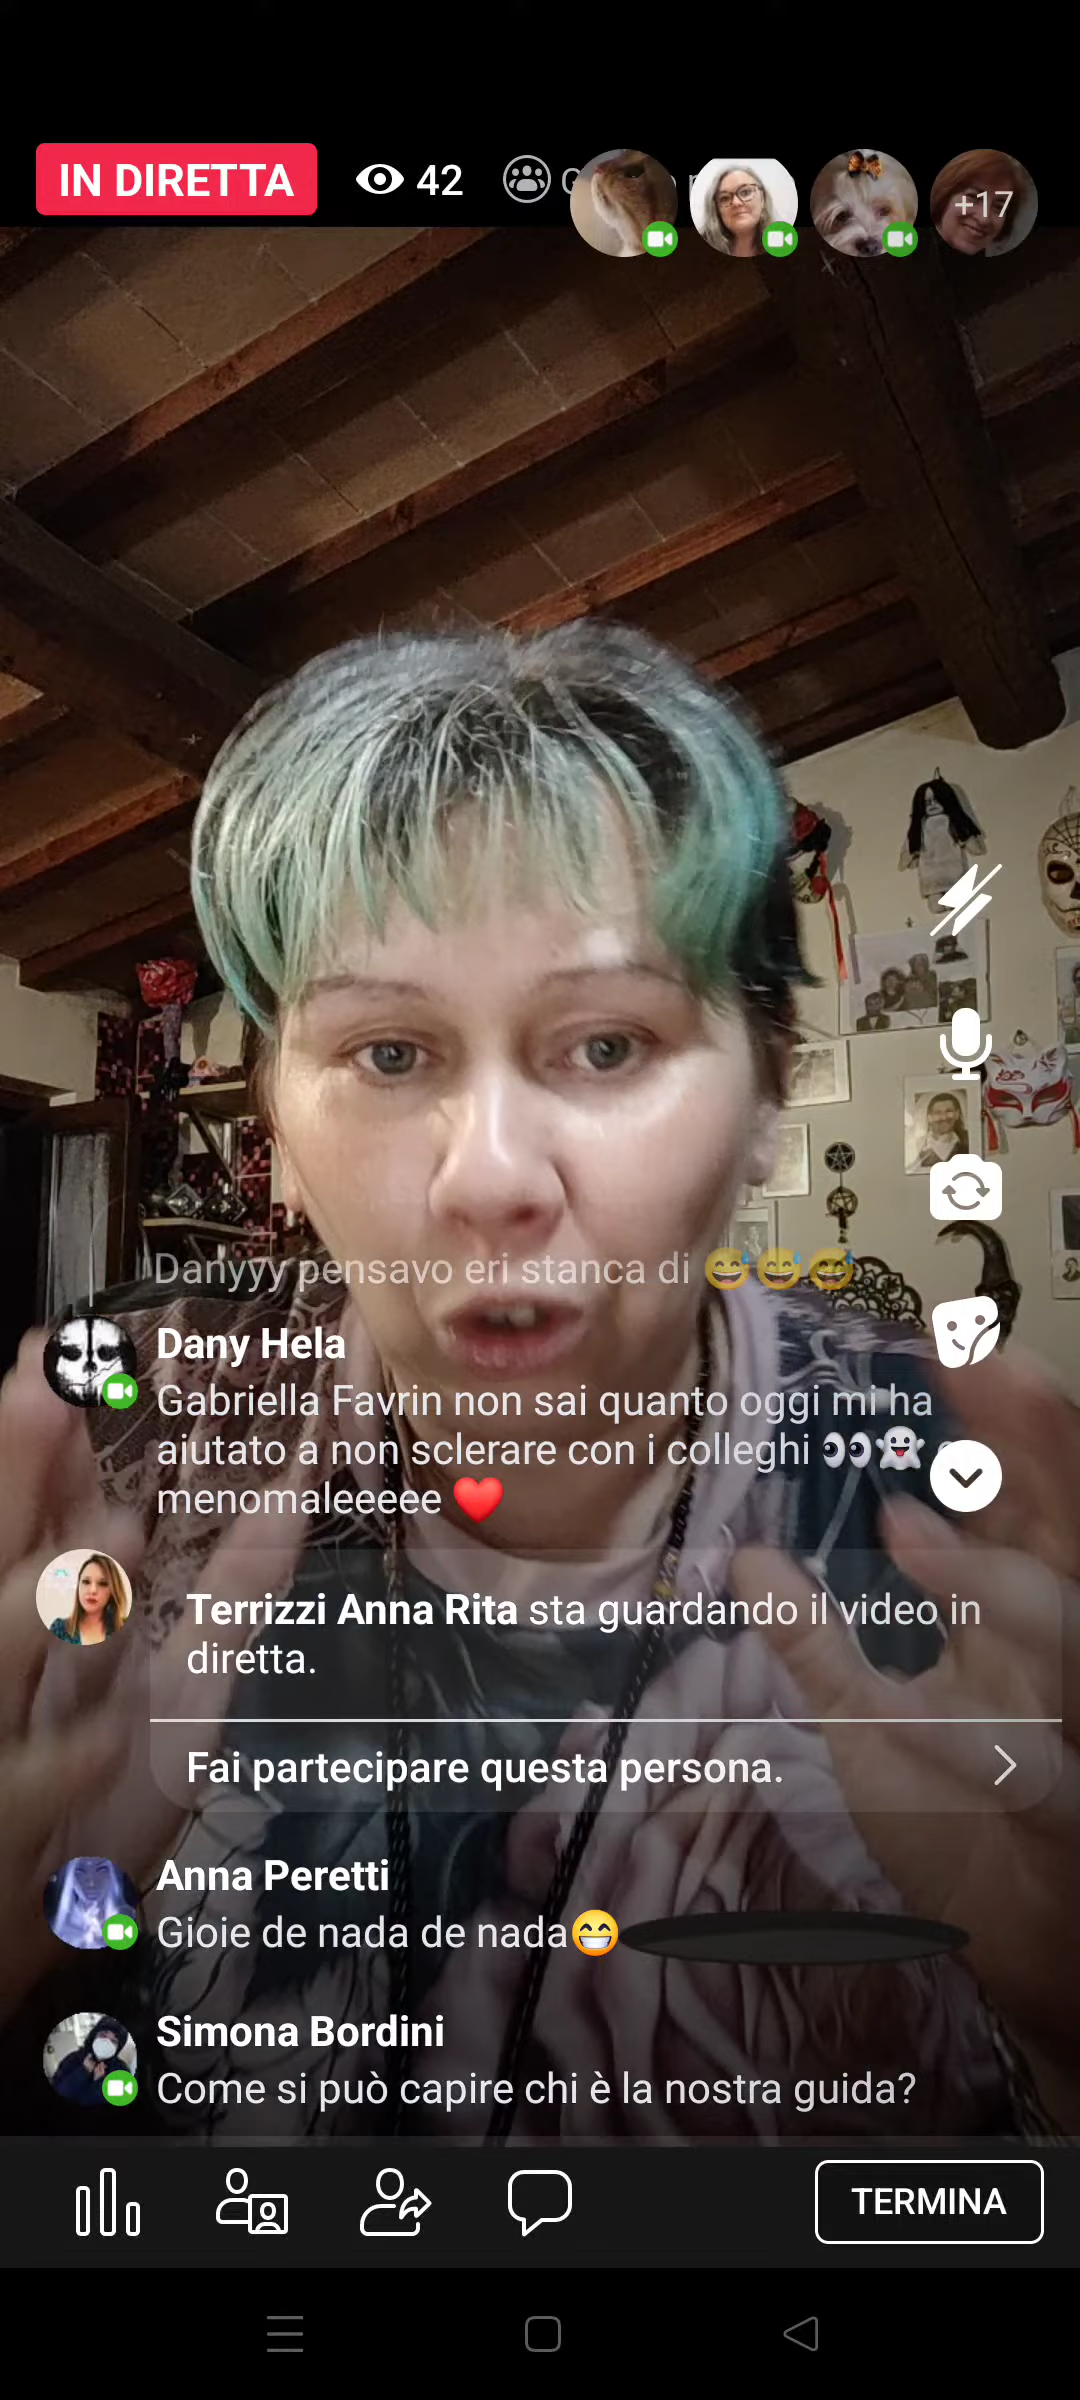 IN DIRETTA
42
+17
Danyyy pensavo eri stanca di 😅😅😅
Dany Hela
Gabriella Favrin non sai quanto oggi mi ha
aiutato a non sclerare con i colleghi 👀👻
menomaleeeee ❤️
Terrizzi Anna Rita sta guardando il video in
diretta.
Fai partecipare questa persona.
Anna Peretti
Gioie de nada de nada😁
Simona Bordini
Come si può capire chi è la nostra guida?
TERMINA